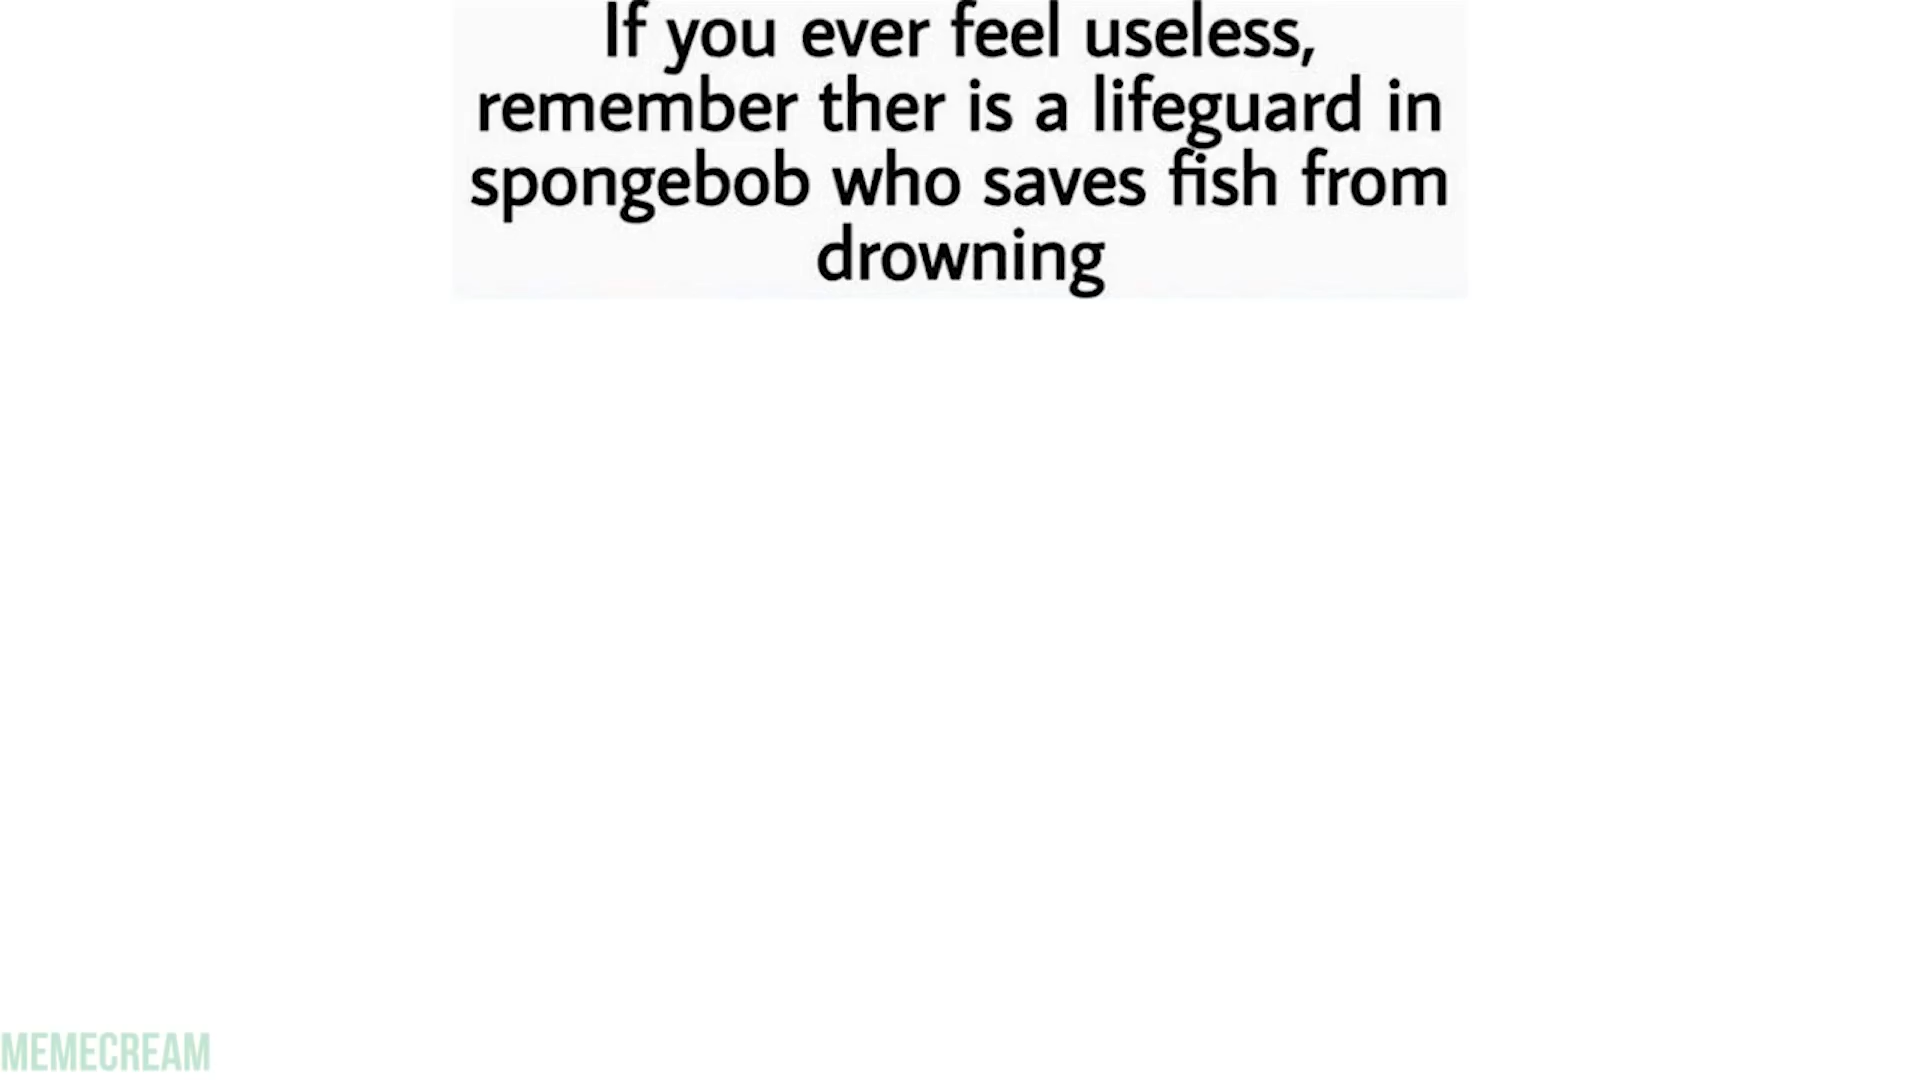 If you ever feel useless,
remember ther is a lifeguard in
spongebob who saves fish from
drowning
MEMECREAM